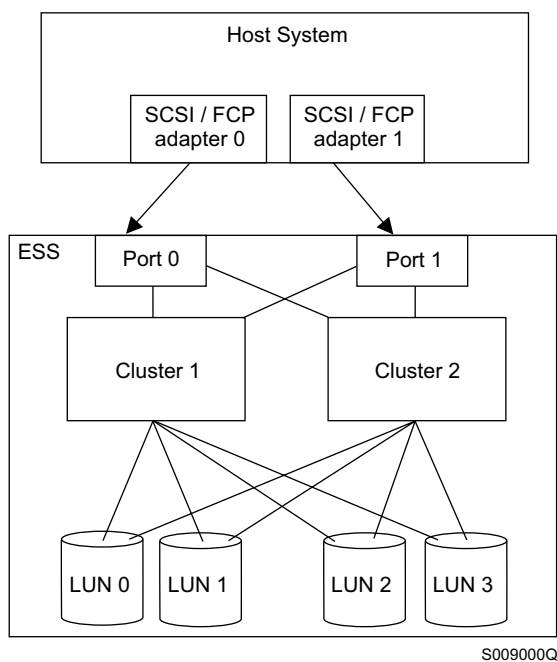 Host System
SCSI / FCP
adapter 0
SCSI / FCP
adapter 1
ESS
Port 0
Port 1
Cluster 1
Cluster 2
LUN 0
LUN 1
LUN 2
LUN 3
S009000Q